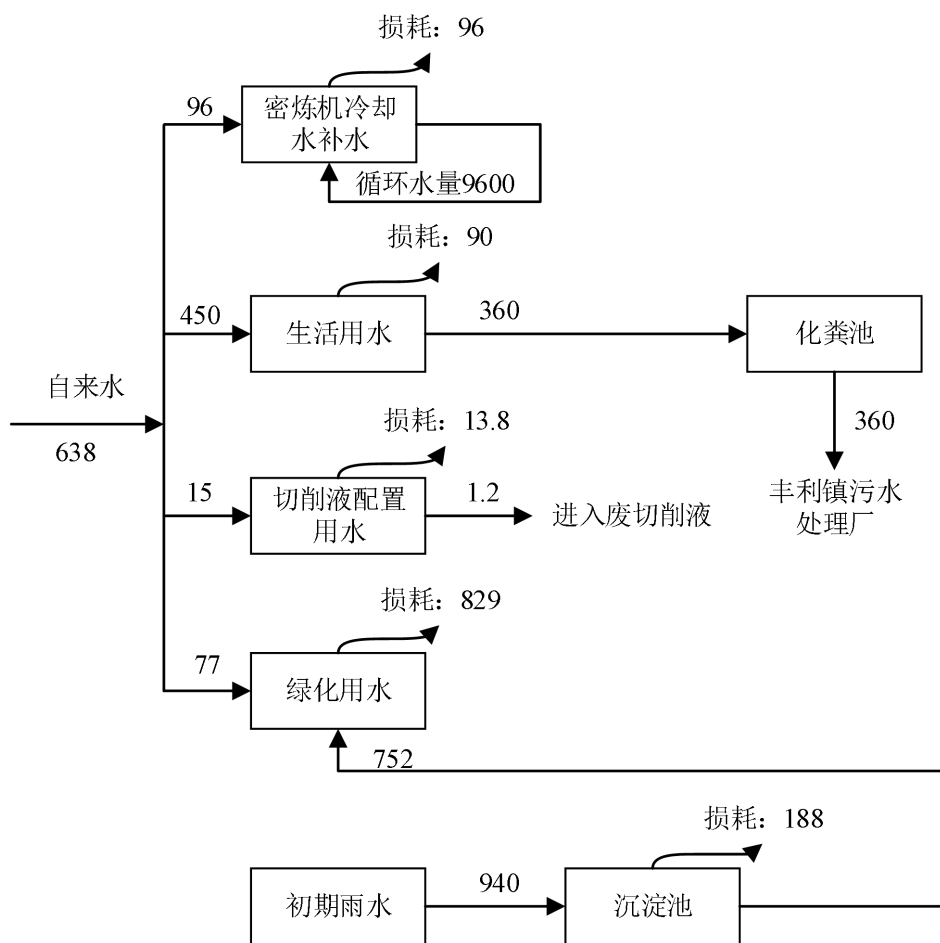 损耗：96
96
密炼机冷却
水补水
循环水量9600
损耗：90
450
生活用水
360
化粪池
自来水
638
360
丰利镇污水
处理厂
损耗：13.8
15
切削液配置
用水
1.2
进入废切削液
损耗：829
77
绿化用水
752
损耗：188
初期雨水
940
沉淀池